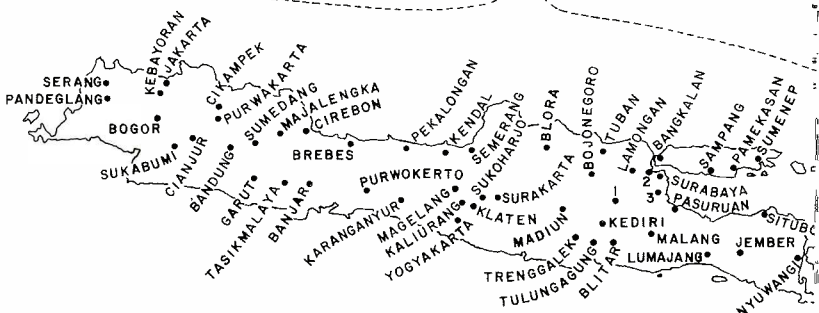 SERANG
PANDEGLANG
KEBAYORAN
JAKARTA
BOGOR
CIKAMPEK
PURWAKARTA
SUMEDANG
MAJALENGKA
CIREBON
SUKABUMI
CIANJUR
BANDUNG
GARUT
TASIKMALAYA
BANJAR
BREBES
PEKALONGAN
KENDAL
SEMERANG
SUKOHARJO
PURWOKERTO
KARANGANYUR
MAGELANG
KALIURANG
YOGYAKARTA
KLATEN
SURAKARTA
BLORA
BOJONEGORO
TUBAN
LAMONGAN
BANGKALAN
SAMPANG
PAMEKASAN
SUMENEP
1
2
3
SURABAYA
PASURUAN
MADIUN
KEDIRI
TRENGGALEK
TULUNGAGUNG
BLITAR
MALANG
LUMAJANG
JEMBER
SITUBO
NYUWANGI